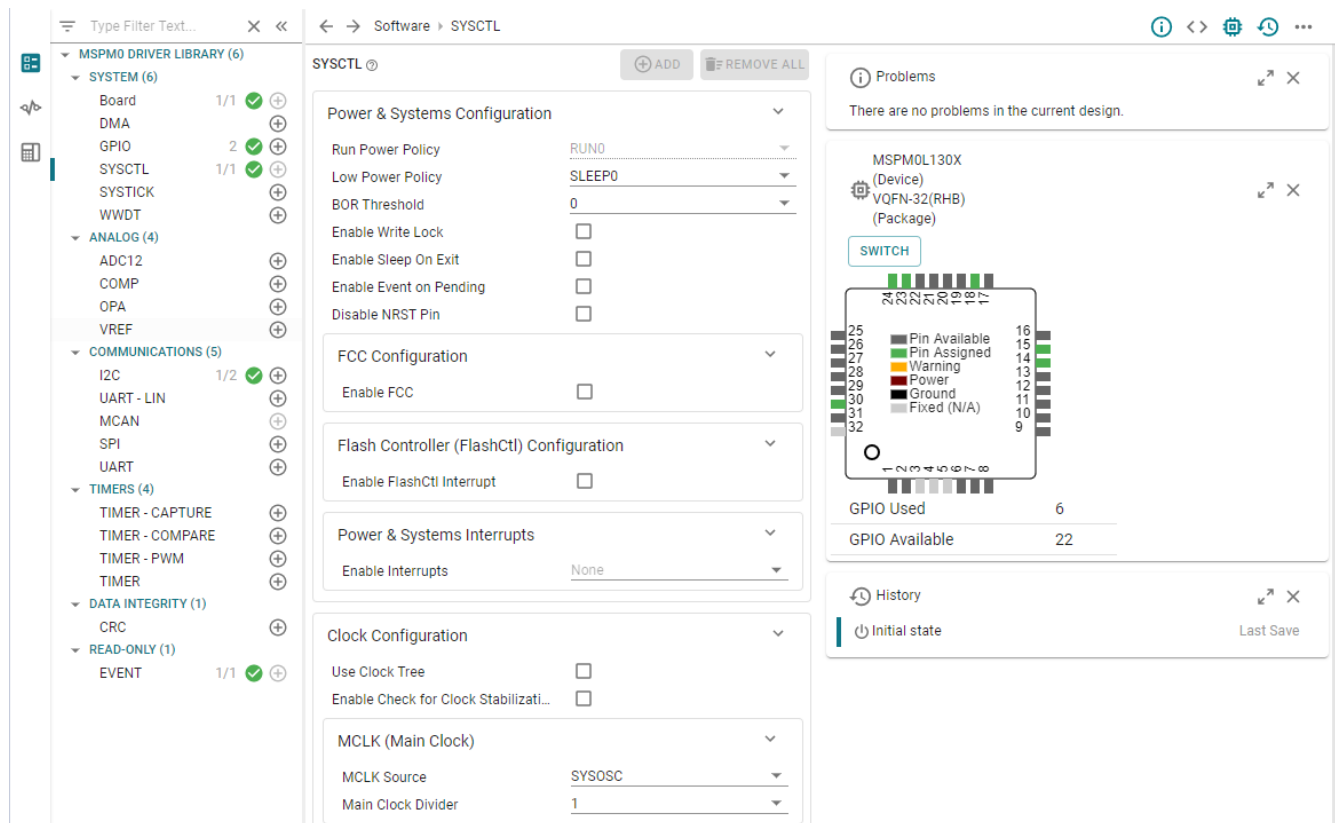 Type Filter Text...
Software › SYSCTL
MSPM0 DRIVER LIBRARY (6)
SYSTEM (6)
Board 1/1
DMA
GPIO 2
SYSCTL 1/1
SYSTICK
WWDT
ANALOG (4)
ADC12
COMP
OPA
VREF
COMMUNICATIONS (5)
I2C 1/2
UART - LIN
MCAN
SPI
UART
TIMERS (4)
TIMER - CAPTURE
TIMER - COMPARE
TIMER - PWM
TIMER
DATA INTEGRITY (1)
CRC
READ-ONLY (1)
EVENT 1/1
SYSCTL ADD REMOVE ALL
Power & Systems Configuration
Run Power Policy RUN0
Low Power Policy SLEEP0
BOR Threshold 0
Enable Write Lock
Enable Sleep On Exit
Enable Event on Pending
Disable NRST Pin
FCC Configuration
Enable FCC
Flash Controller (FlashCtl) Configuration
Enable FlashCtl Interrupt
Power & Systems Interrupts
Enable Interrupts None
Clock Configuration
Use Clock Tree
Enable Check for Clock Stabilizati...
MCLK (Main Clock)
MCLK Source SYSOSC
Main Clock Divider 1
Problems
There are no problems in the current design.
MSPM0L130X
(Device)
VQFN-32(RHB)
(Package)
SWITCH
24 23 22 21 20 19 18 17
25 16
26 Pin Available 15
27 Pin Assigned 14
28 Warning 13
29 Power 12
30 Ground 11
31 Fixed (N/A) 10
32 9
1 2 3 4 5 6 7 8
GPIO Used 6
GPIO Available 22
History
Initial state Last Save